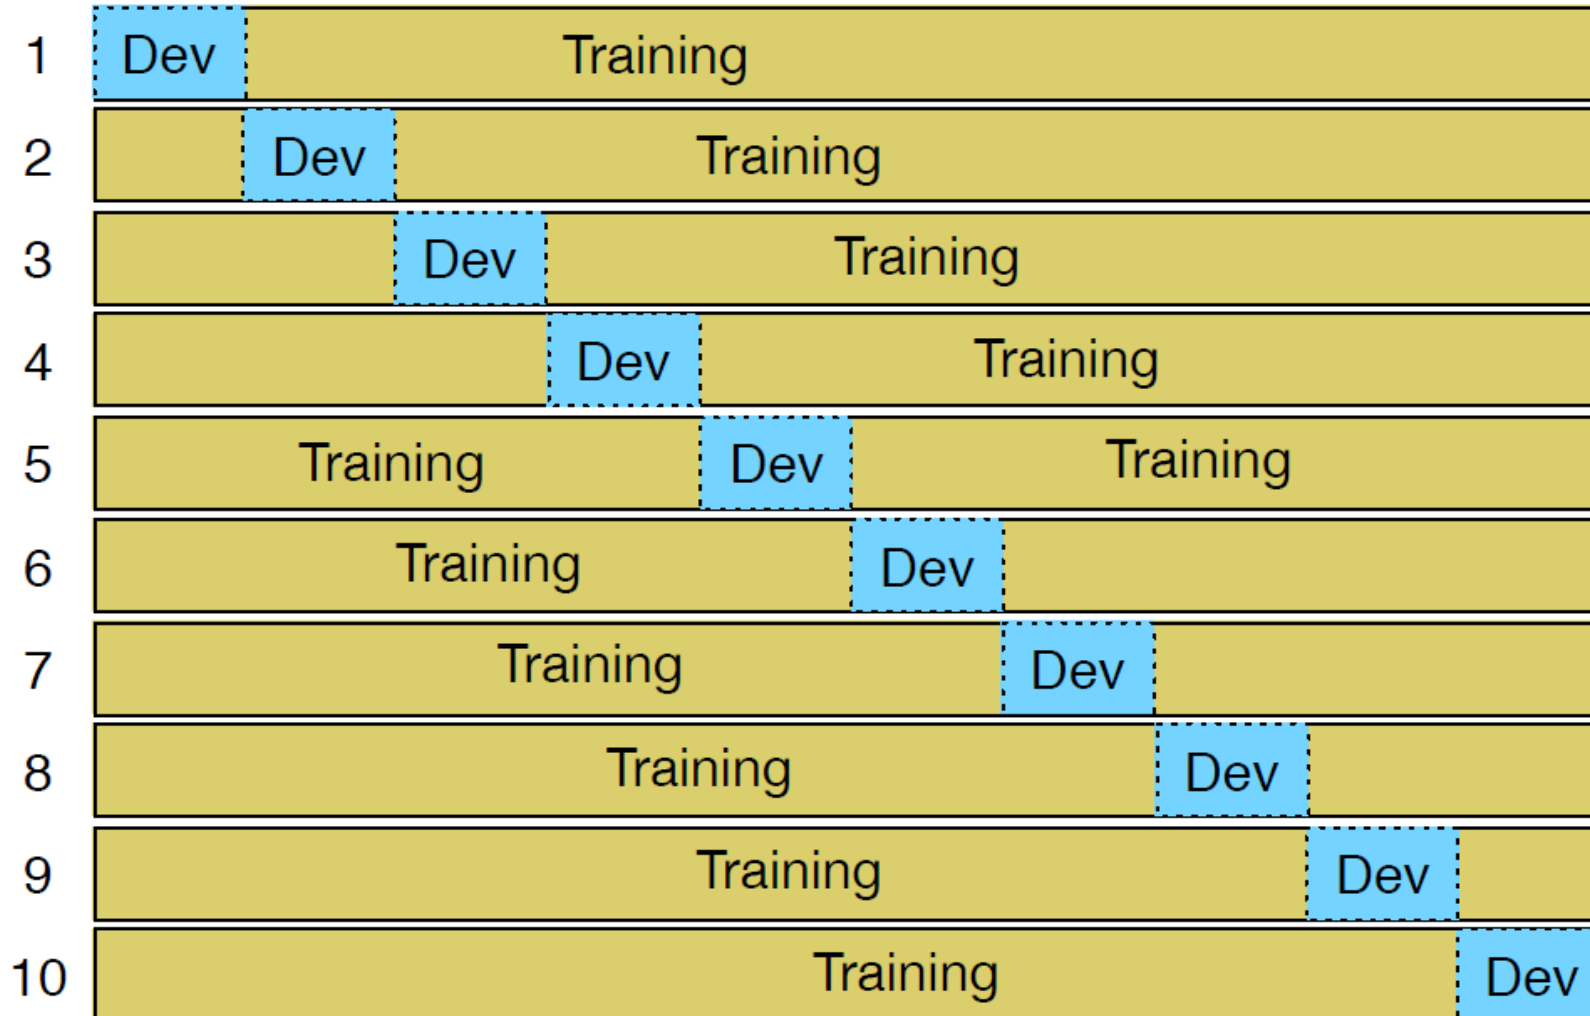 1 Dev Training
2 Dev Training
3 Dev Training
4 Dev Training
5 Training Dev Training
6 Training Dev
7 Training Dev
8 Training Dev
9 Training Dev
10 Training Dev